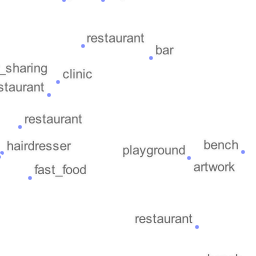 restaurant
bar
_sharing
clinic
staurant
restaurant
hairdresser
playground
bench
fast_food
artwork
restaurant